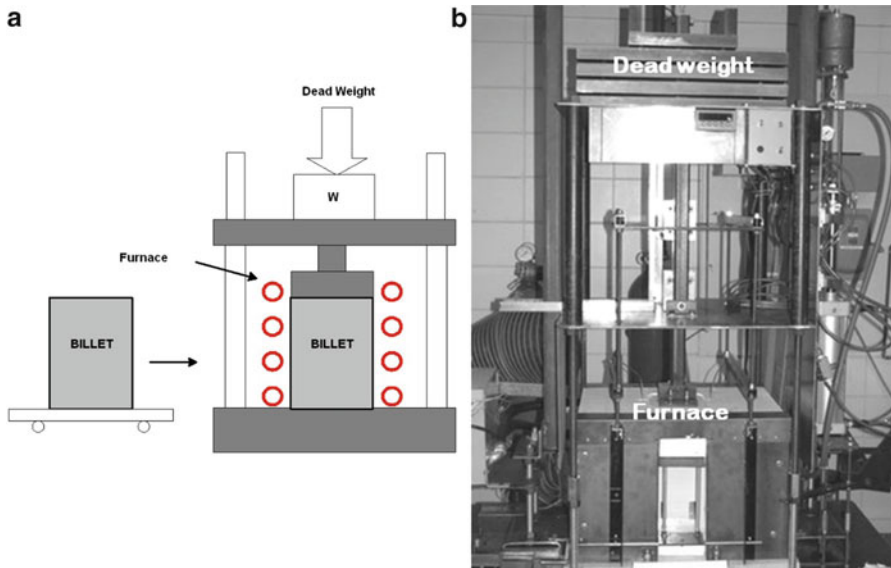 a
Dead Weight
W
Furnace
BILLET
BILLET
b
Dead weight
Furnace